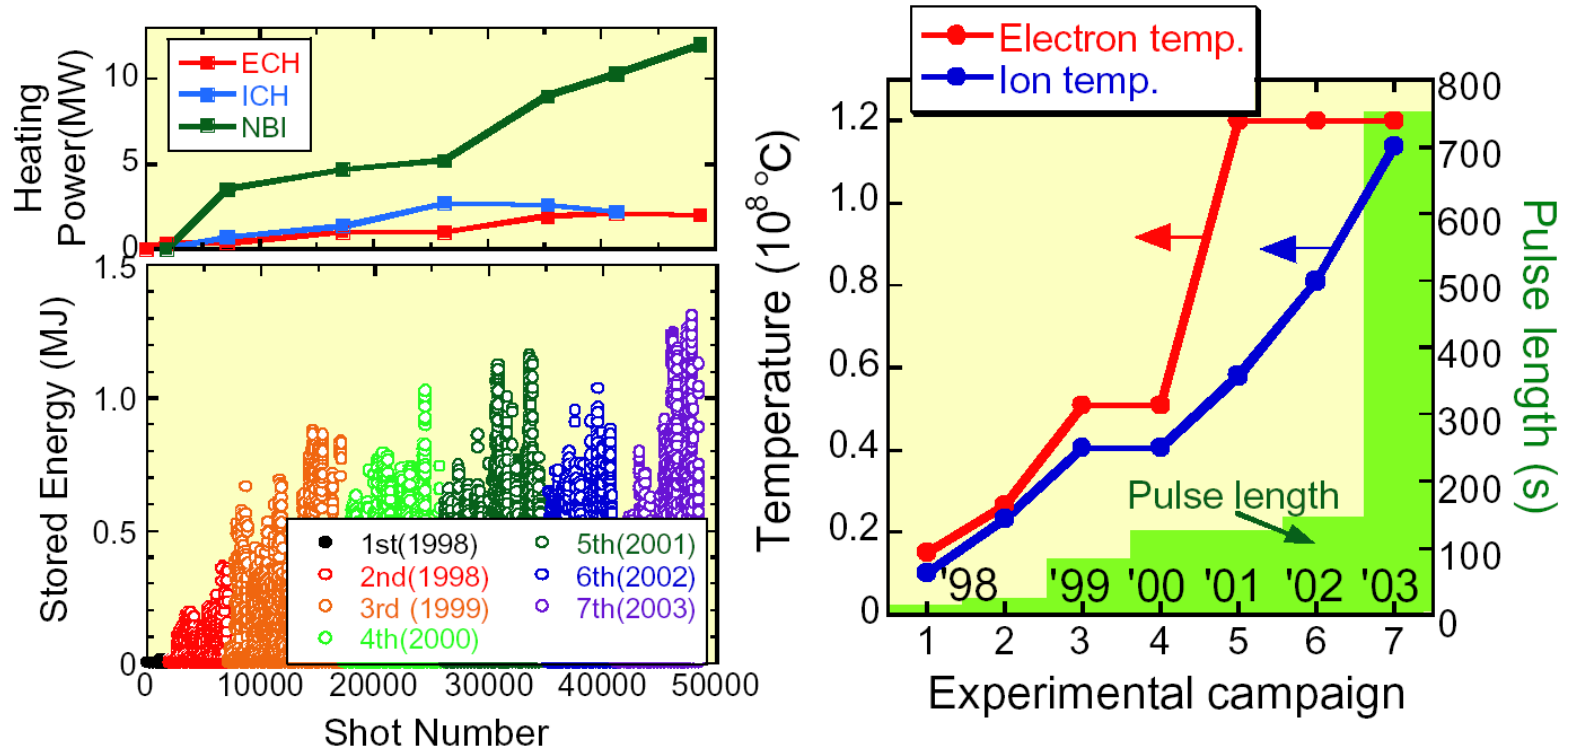 ECH
ICH
NBI
Heating
Power(MW)
10
5
0
1.5
1.0
0.5
0
Stored Energy (MJ)
1st(1998)
2nd(1998)
3rd (1999)
4th(2000)
5th(2001)
6th(2002)
7th(2003)
0 10000 20000 30000 40000 50000
Shot Number
Electron temp.
Ion temp.
Temperature (10⁸ °C)
1.2
1.0
0.8
0.6
0.4
0.2
0
800
700
600
500
400
300
200
100
0
Pulse length (s)
Pulse length
'98 '99 '00 '01 '02 '03
1 2 3 4 5 6 7
Experimental campaign